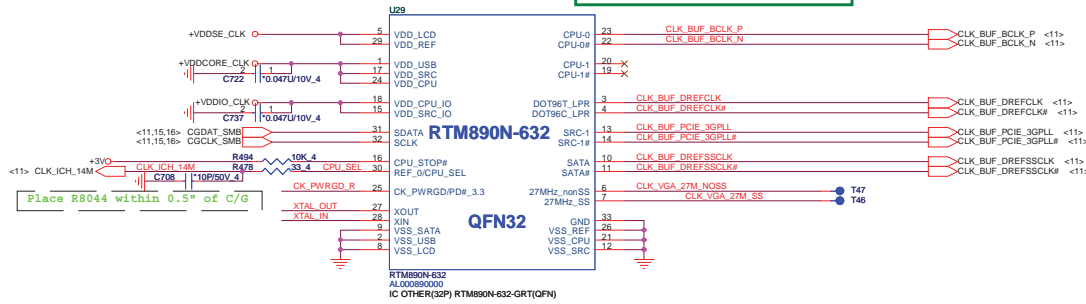 U29
+VDDSE_CLK
5 VDD_LCD
29 VDD_REF
+VDDCORE_CLK
1 VDD_USB
17 VDD_SRC
24 VDD_CPU
2 1
C722 *0.047U/10V_4
+VDDIO_CLK
18 VDD_CPU_IO
15 VDD_SRC_IO
2 1
C737 *0.047U/10V_4
<11,15,16> CGDAT_SMB 31 SDATA
<11,15,16> CGCLK_SMB 32 SCLK
+3V R494 10K_4 16 CPU_STOP#
<11> CLK_ICH_14M CLK_ICH_14M R478 33_4 CPU_SEL 30 REF_0/CPU_SEL
C708 *10P/50V_4
Place R8044 within 0.5" of C/G
CK_PWRGD_R 25 CK_PWRGD/PD#_3.3
XTAL_OUT 27 XOUT
XTAL_IN 28 XIN
9 VSS_SATA
2 VSS_USB
8 VSS_LCD
RTM890N-632
QFN32
CPU-0 23 CLK_BUF_BCLK_P CLK_BUF_BCLK_P <11>
CPU-0# 22 CLK_BUF_BCLK_N CLK_BUF_BCLK_N <11>
CPU-1 20
CPU-1# 19
DOT96T_LPR 3 CLK_BUF_DREFCLK CLK_BUF_DREFCLK <11>
DOT96C_LPR 4 CLK_BUF_DREFCLK# CLK_BUF_DREFCLK# <11>
SRC-1 13 CLK_BUF_PCIE_3GPLL CLK_BUF_PCIE_3GPLL <11>
SRC-1# 14 CLK_BUF_PCIE_3GPLL# CLK_BUF_PCIE_3GPLL# <11>
SATA 10 CLK_BUF_DREFSSCLK CLK_BUF_DREFSSCLK <11>
SATA# 11 CLK_BUF_DREFSSCLK# CLK_BUF_DREFSSCLK# <11>
27MHz_nonSS 6 CLK_VGA_27M_NOSS T47
27MHz_SS 7 CLK_VGA_27M_SS T46
GND 33
VSS_REF 26
VSS_CPU 21
VSS_SRC 12
RTM890N-632
AL000890000
IC OTHER(32P) RTM890N-632-GRT(QFN)